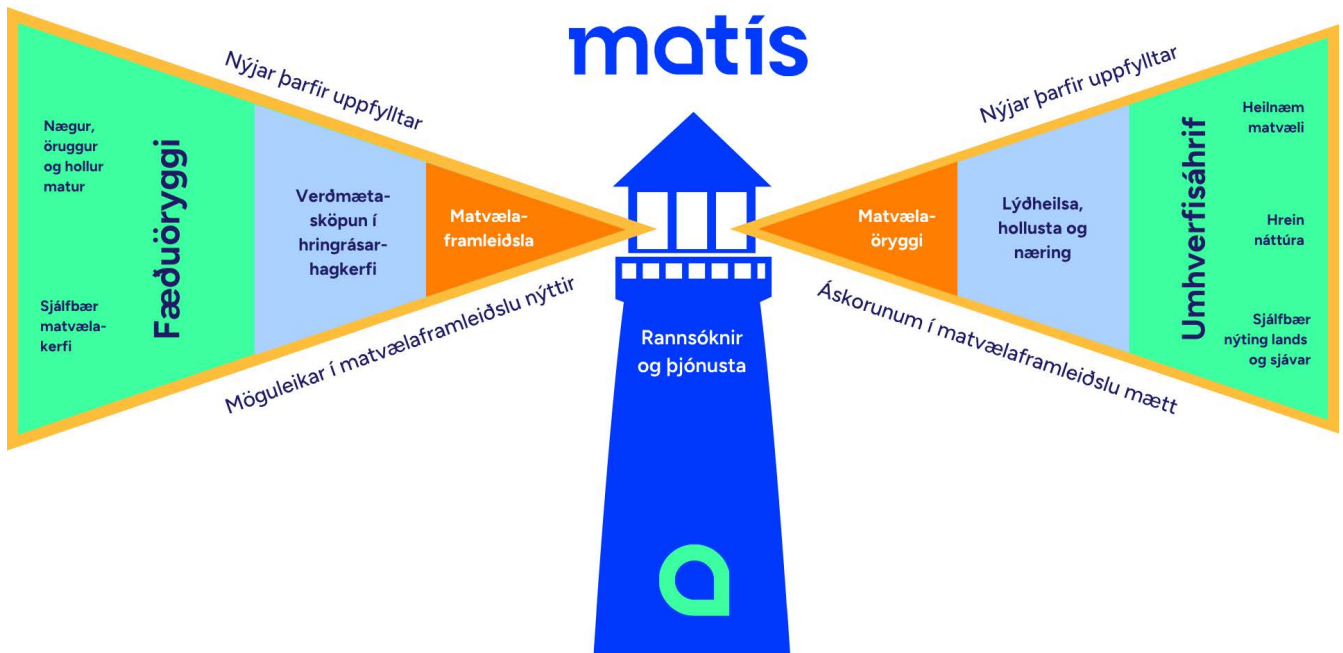 matís
Nýjar þarfir uppfylltar
Nægur,
öruggur
og hollur
matur
Sjálfbær
matvæla-
kerfi
Fæðuöryggi
Verðmæta-
sköpun í
hringrásar-
hagkerfi
Matvæla-
framleiðsla
Möguleikar í matvælaframleiðslu nýttir
Rannsóknir
og þjónusta
Nýjar þarfir uppfylltar
Matvæla-
öryggi
Lýðheilsa,
hollusta og
næring
Umhverfisáhrif
Heilnæm
matvæli
Hrein
náttúra
Sjálfbær
nýting lands
og sjávar
Áskorunum í matvælaframleiðslu mætt